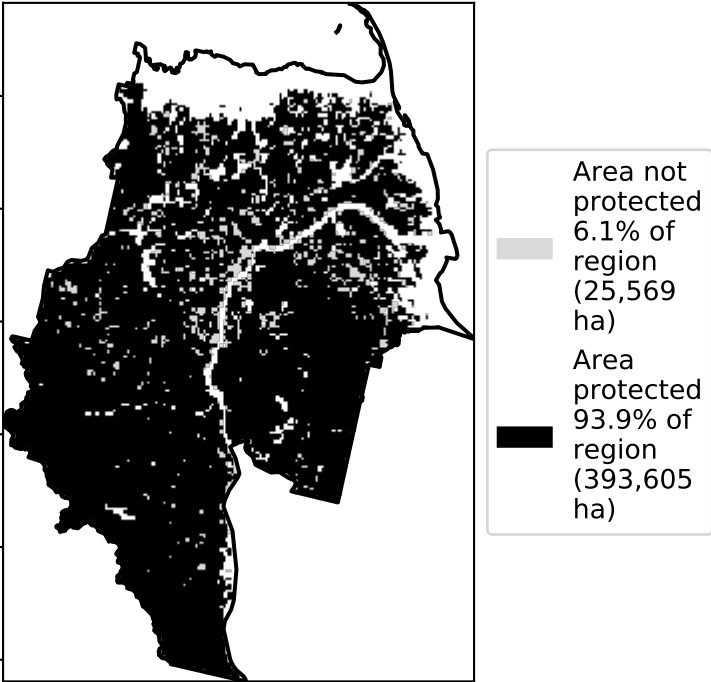 Area not
protected
6.1% of
region
(25,569
ha)
Area
protected
93.9% of
region
(393,605
ha)